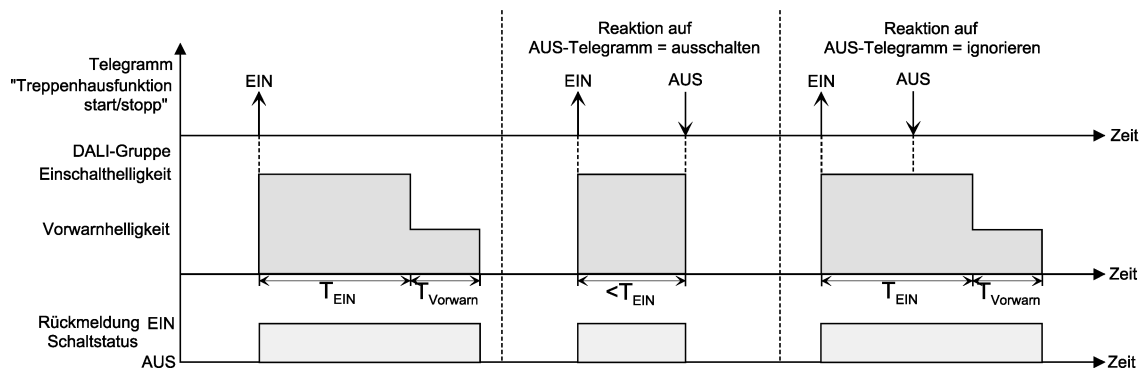 Reaktion auf
AUS-Telegramm = ausschalten
Reaktion auf
AUS-Telegramm = ignorieren
Telegramm
"Treppenhausfunktion
start/stopp"
EIN
EIN
AUS
EIN
AUS
Zeit
DALI-Gruppe
Einschalthelligkeit
Vorwarnhelligkeit
Zeit
TEIN
TVorwarn
<TEIN
TEIN
TVorwarn
Rückmeldung EIN
Schaltstatus
AUS
Zeit